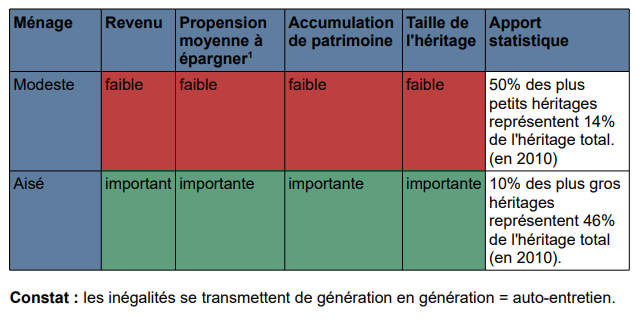 Ménage Revenu Propension moyenne à épargner¹ Accumulation de patrimoine Taille de l'héritage Apport statistique
Modeste faible faible faible faible 50% des plus
petits héritages
représentent 14%
de l'héritage total.
(en 2010)
Aisé important importante importante importante 10% des plus gros
héritages
représentent 46%
de l'héritage total
(en 2010).
Constat : les inégalités se transmettent de génération en génération = auto-entretien.